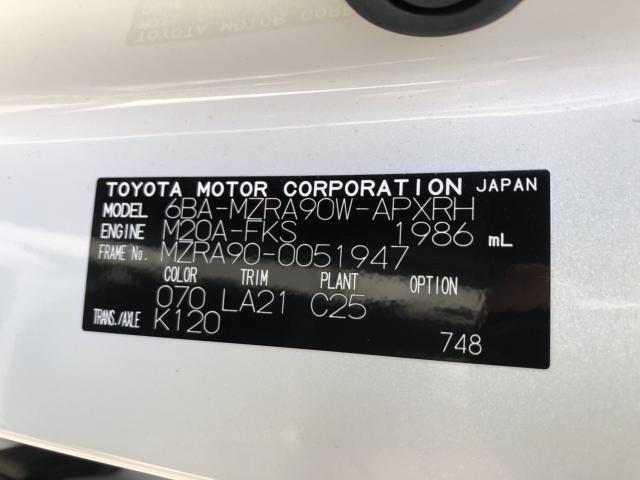 TOYOTA MOTOR CORPORATION JAPAN
MODEL 6BA-MZRA90W-APXRH
ENGINE M20A-FKS 1986 mL
FRAME No. MZRA90-0051947
COLOR TRIM PLANT OPTION
070 LA21 C25
TRANS./AXLE K120
748